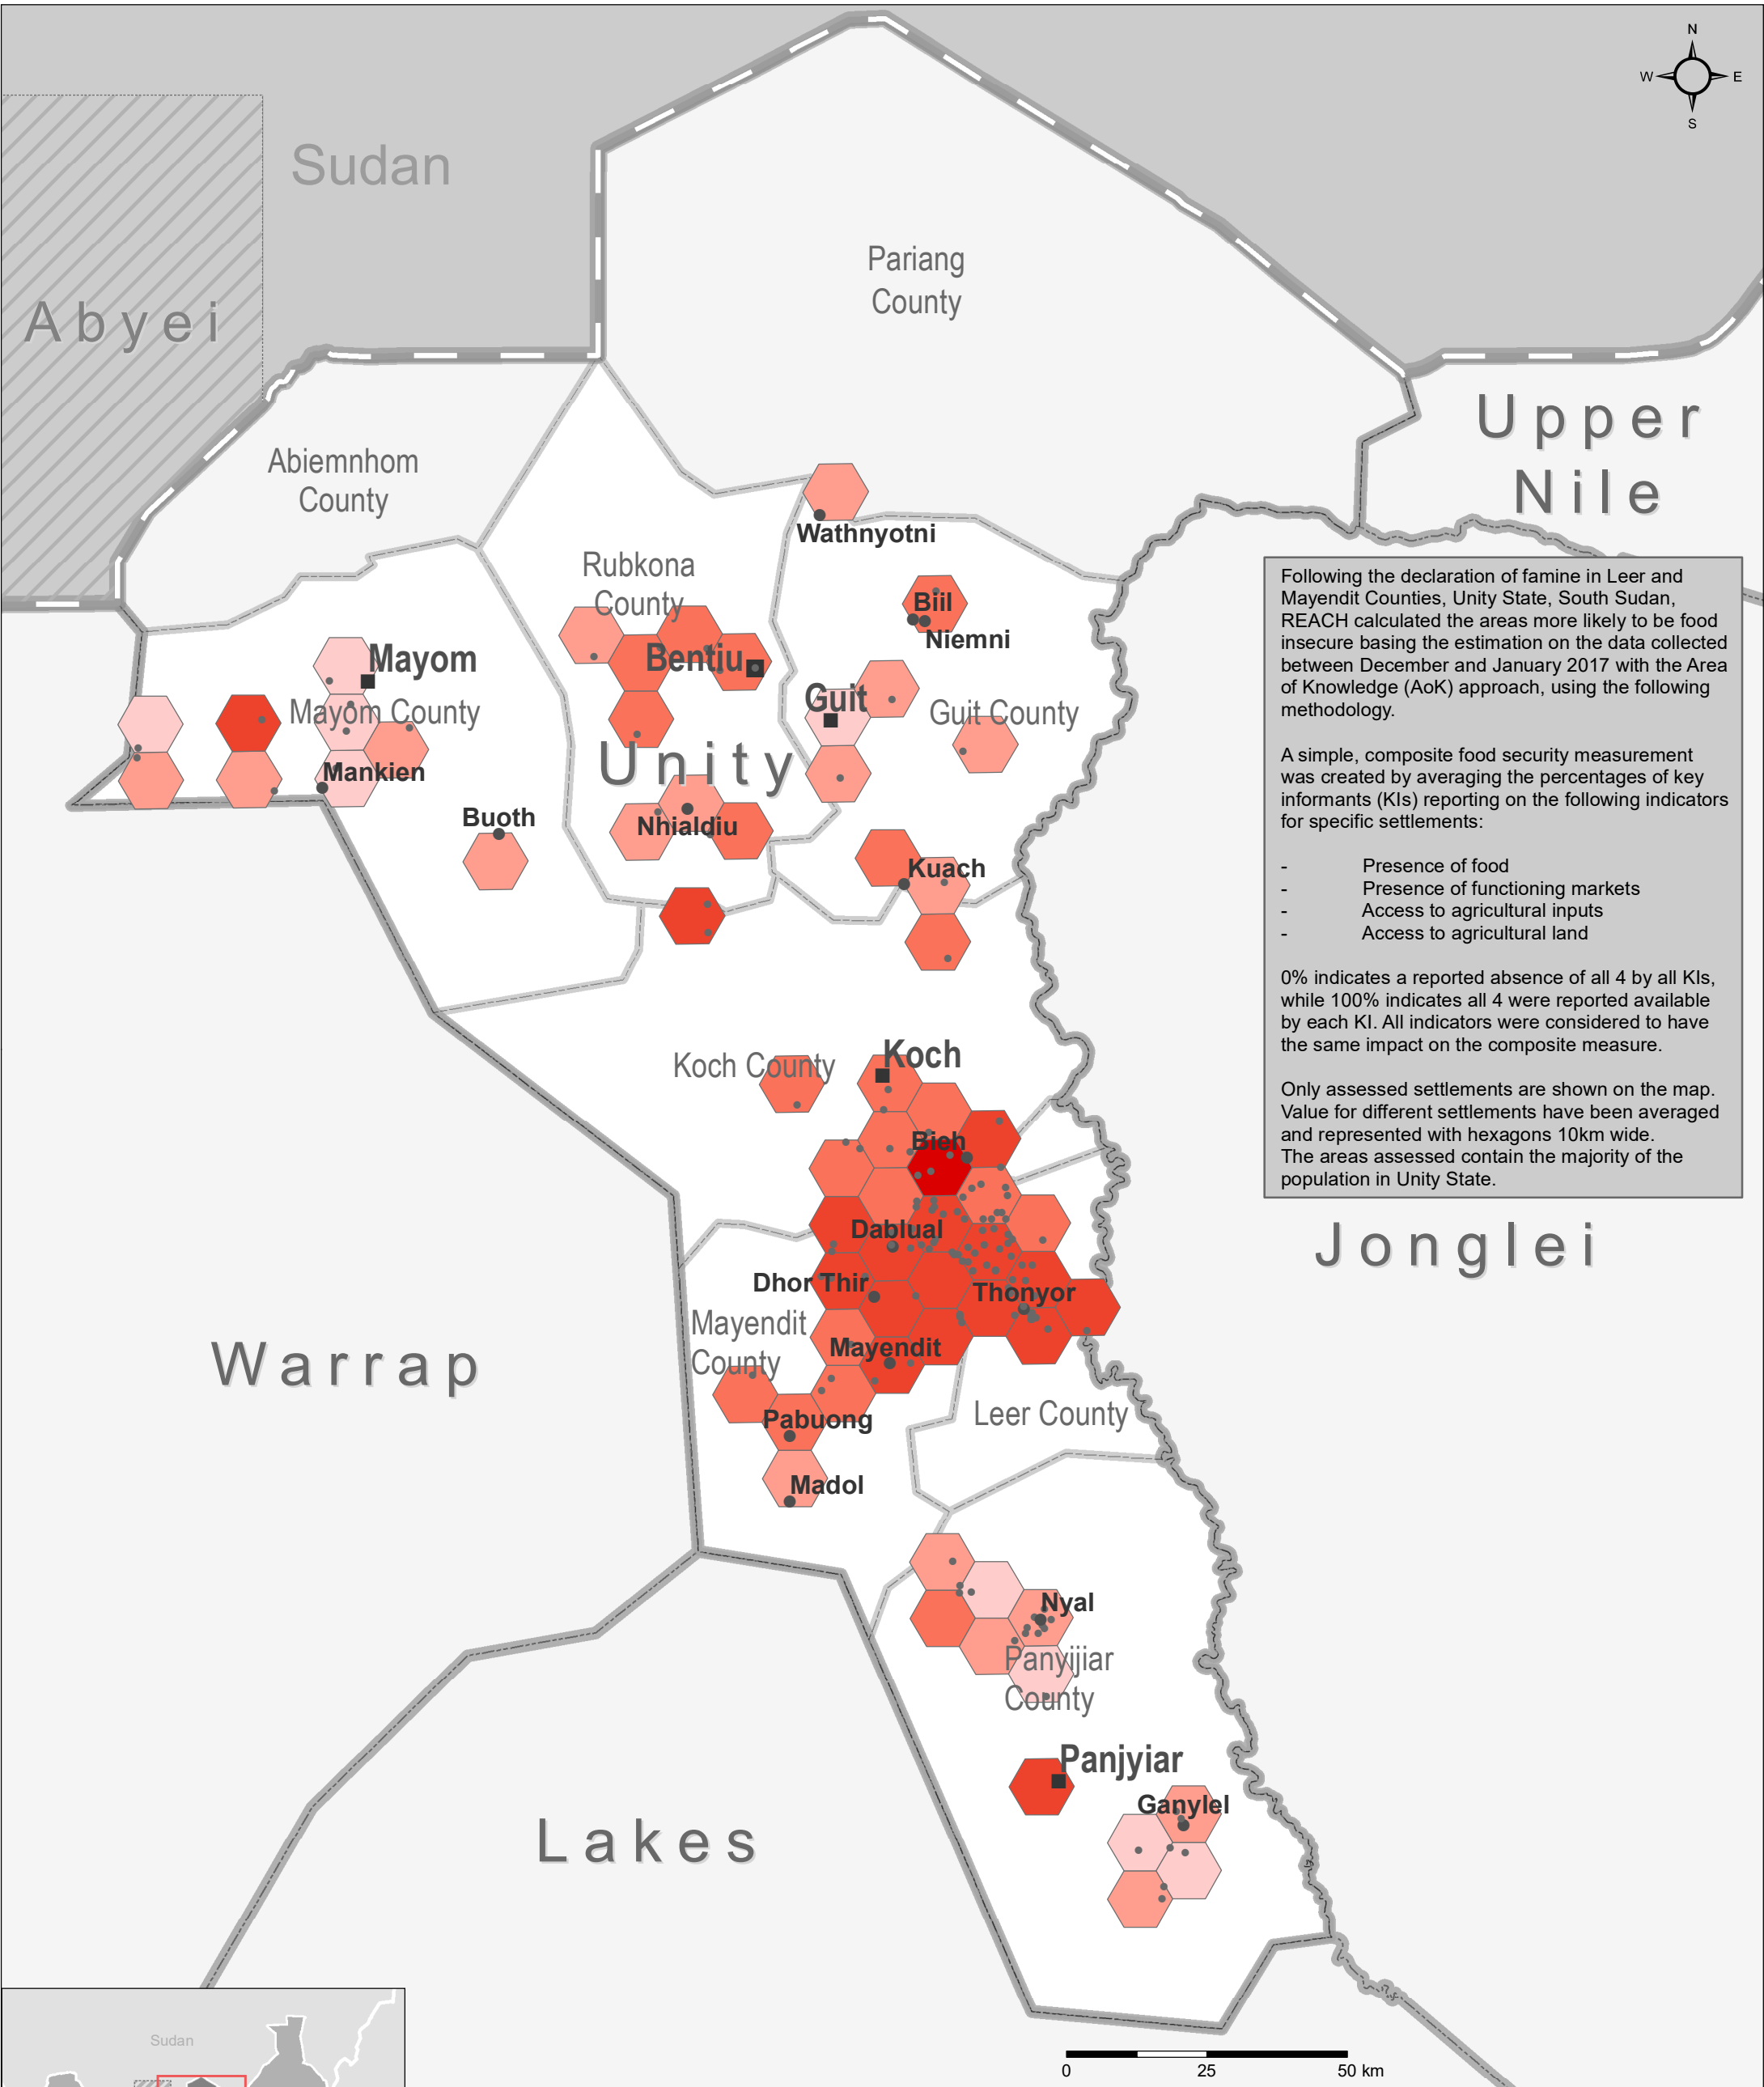 N
W E
S
Sudan
Abyei
Pariang
County
Upper
Nile
Abiemnhom
County
Wathnyotni
Rubkona
County
Biil
Niemni
Bentiu
Mayom
Mayom County
Guit
Guit County
Mankien
Unity
Buoth
Nhialdiu
Kuach
Following the declaration of famine in Leer and
Mayendit Counties, Unity State, South Sudan,
REACH calculated the areas more likely to be food
insecure basing the estimation on the data collected
between December and January 2017 with the Area
of Knowledge (AoK) approach, using the following
methodology.
A simple, composite food security measurement
was created by averaging the percentages of key
informants (KIs) reporting on the following indicators
for specific settlements:
- Presence of food
- Presence of functioning markets
- Access to agricultural inputs
- Access to agricultural land
0% indicates a reported absence of all 4 by all KIs,
while 100% indicates all 4 were reported available
by each KI. All indicators were considered to have
the same impact on the composite measure.
Only assessed settlements are shown on the map.
Value for different settlements have been averaged
and represented with hexagons 10km wide.
The areas assessed contain the majority of the
population in Unity State.
Koch
Koch County
Bieh
Dablual
Jonglei
Dhor Thir
Thonyor
Mayendit
County
Mayendit
Warrap
Pabuong
Leer County
Madol
Nyal
Panyijiar
County
Panjyiar
Ganylel
Lakes
Sudan
0 25 50 km